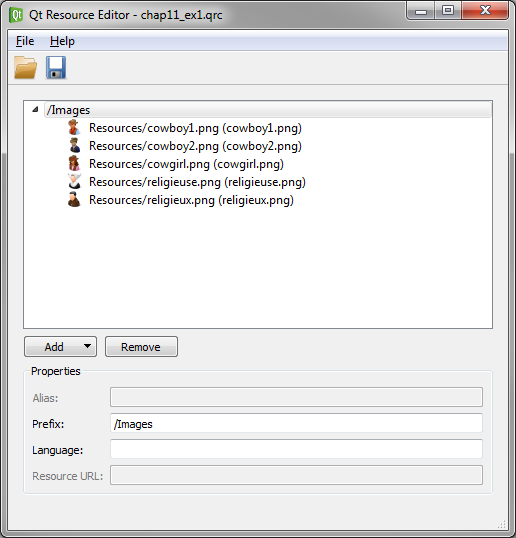 Qt Resource Editor - chap11_ex1.qrc
File Help
/Images
Resources/cowboy1.png (cowboy1.png)
Resources/cowboy2.png (cowboy2.png)
Resources/cowgirl.png (cowgirl.png)
Resources/religieuse.png (religieuse.png)
Resources/religieux.png (religieux.png)
Add Remove
Properties
Alias:
Prefix: /Images
Language:
Resource URL: